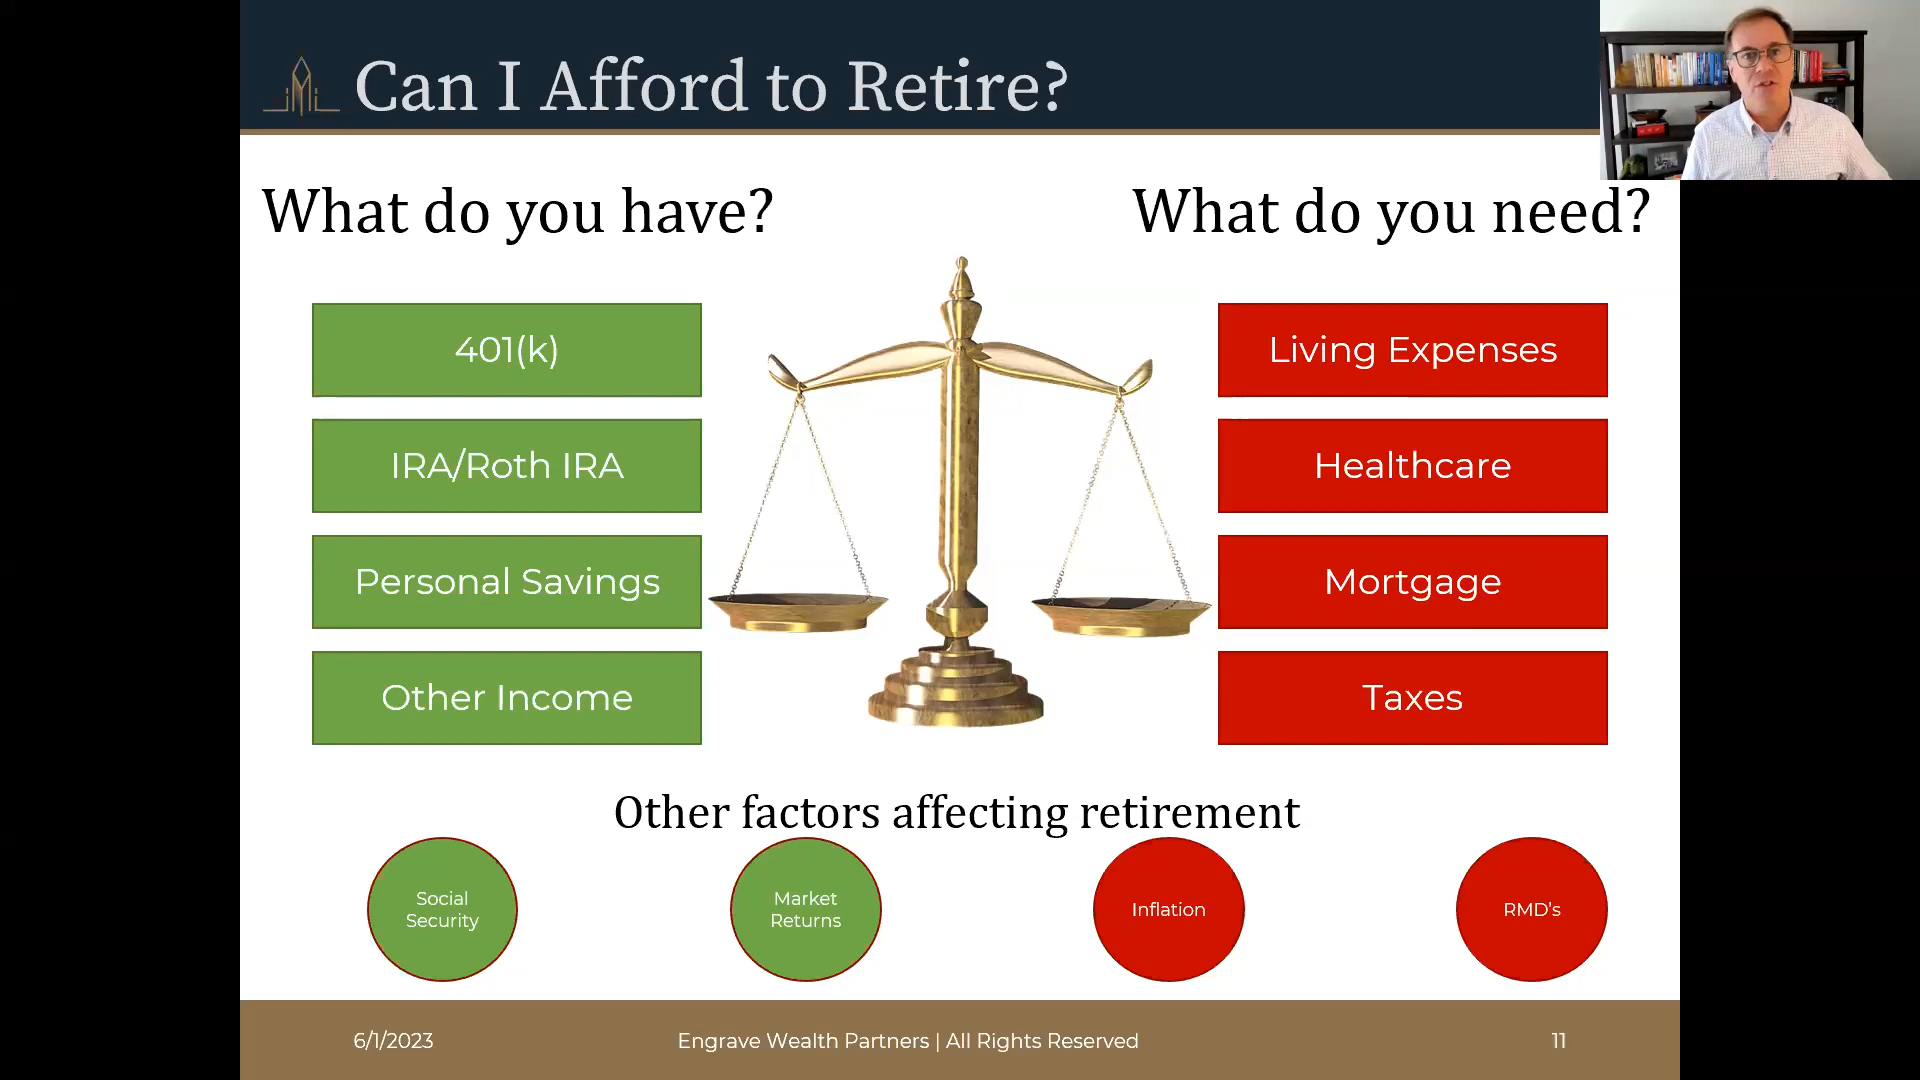 Can I Afford to Retire?
What do you have?
What do you need?
401(k)
IRA/Roth IRA
Personal Savings
Other Income
Living Expenses
Healthcare
Mortgage
Taxes
Other factors affecting retirement
Social
Security
Market
Returns
Inflation
RMD's
6/1/2023
Engrave Wealth Partners | All Rights Reserved
11